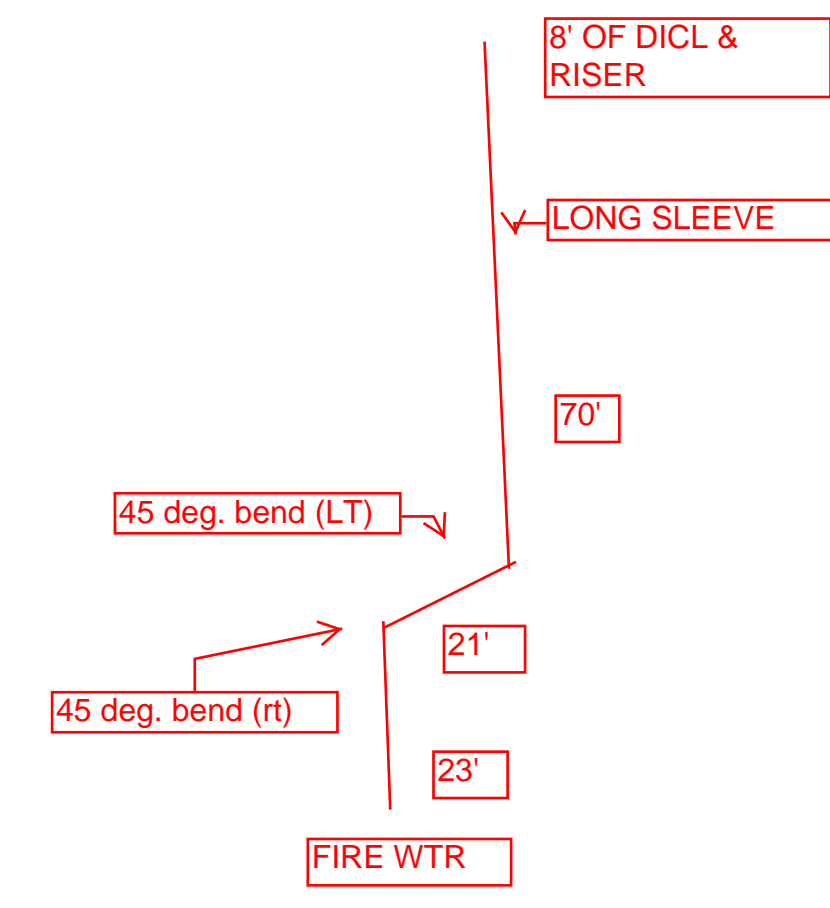 8' OF DICL &
RISER
LONG SLEEVE
70'
45 deg. bend (LT)
21'
45 deg. bend (rt)
23'
FIRE WTR